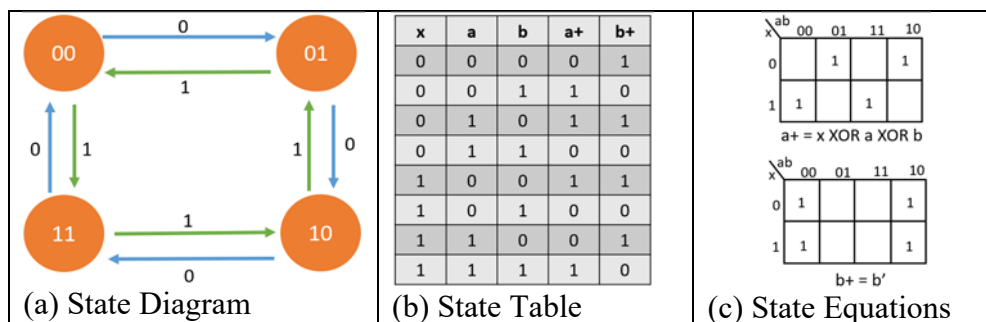 0
00
01
1
0
1
1
0
1
11
10
0
(a) State Diagram
x a b a+ b+
0 0 0 0 1
0 0 1 1 0
0 1 0 1 1
0 1 1 0 0
1 0 0 1 1
1 0 1 0 0
1 1 0 0 1
1 1 1 1 0
(b) State Table
ab
x 00 01 11 10
0 1 1
1 1 1
a+ = x XOR a XOR b
ab
x 00 01 11 10
0 1 1
1 1 1
b+ = b'
(c) State Equations